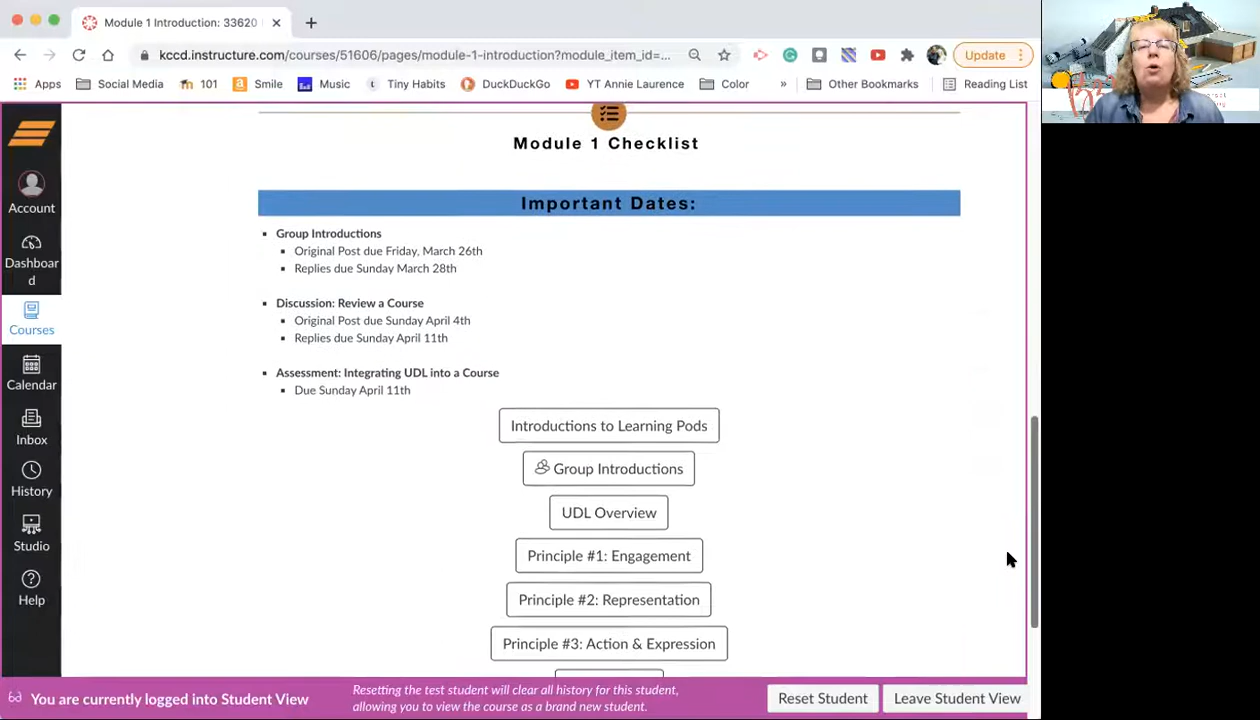 Module 1 Introduction: 33620
kccd.instructure.com/courses/51606/pages/module-1-introduction?module_item_id=...
Update
Apps
Social Media
101
Smile
Music
Tiny Habits
DuckDuckGo
YT Annie Laurence
Color
»
Other Bookmarks
Reading List
Account
Dashboar
d
Courses
Calendar
Inbox
History
Studio
Help
Module 1 Checklist
Important Dates:
Group Introductions
Original Post due Friday, March 26th
Replies due Sunday March 28th
Discussion: Review a Course
Original Post due Sunday April 4th
Replies due Sunday April 11th
Assessment: Integrating UDL into a Course
Due Sunday April 11th
Introductions to Learning Pods
Group Introductions
UDL Overview
Principle #1: Engagement
Principle #2: Representation
Principle #3: Action & Expression
You are currently logged into Student View
Resetting the test student will clear all history for this student,
allowing you to view the course as a brand new student.
Reset Student
Leave Student View